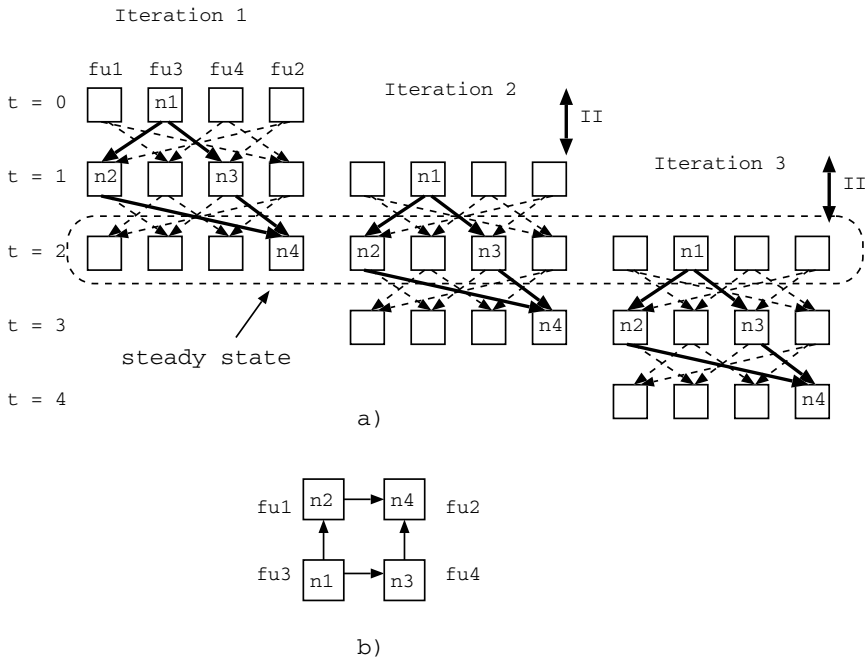 Iteration 1
fu1 fu3 fu4 fu2
Iteration 2
t = 0 n1
II
Iteration 3
t = 1 n2 n3 n1
II
t = 2 n4 n2 n3 n1
t = 3 n4 n2 n3
steady state
t = 4 n4
a)
fu1 n2 n4 fu2
fu3 n1 n3 fu4
b)